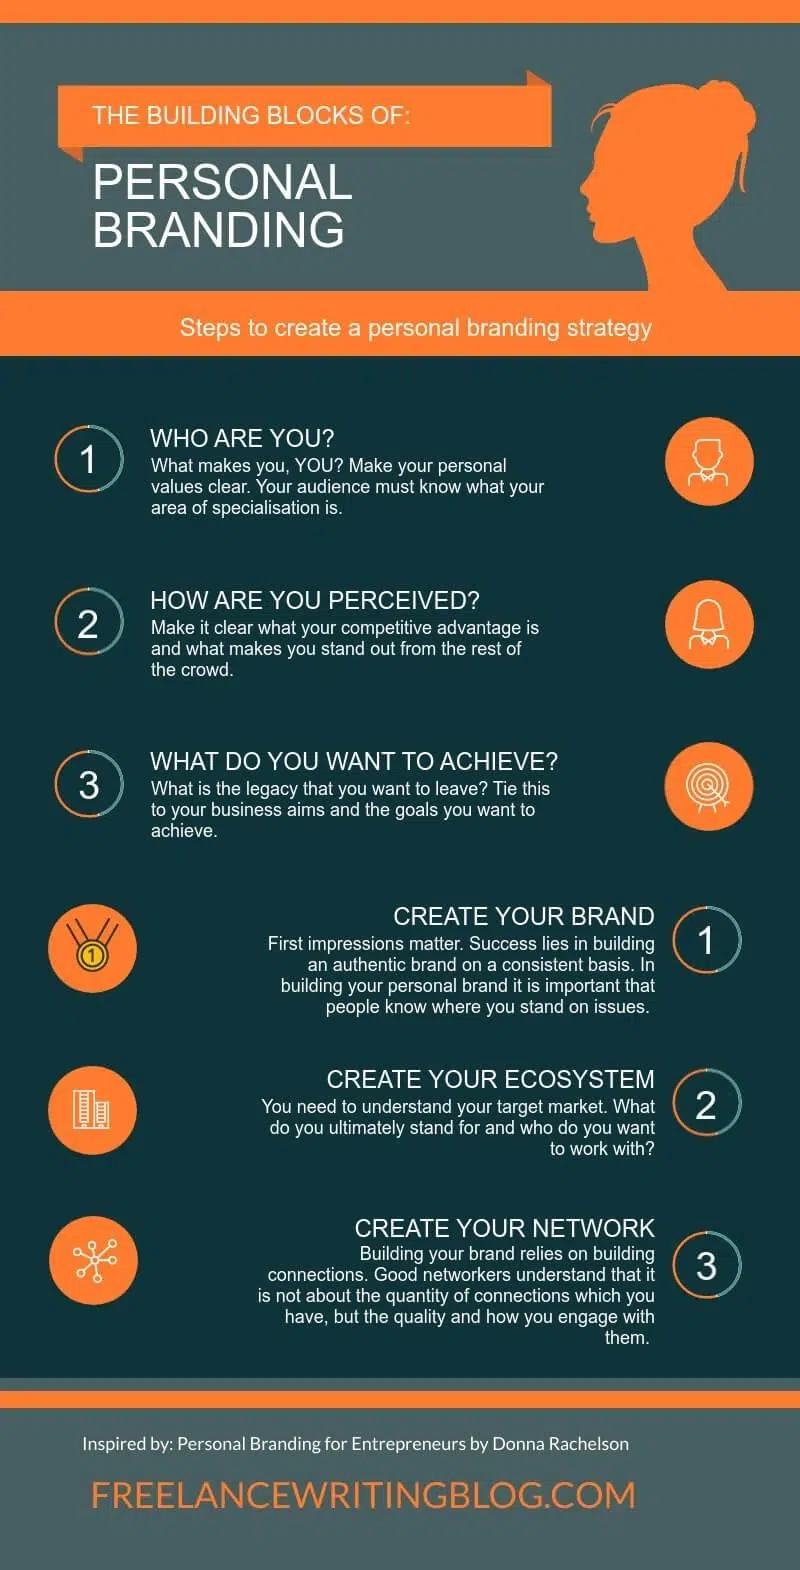 THE BUILDING BLOCKS OF:
PERSONAL
BRANDING
Steps to create a personal branding strategy
1
WHO ARE YOU?
What makes you, YOU? Make your personal
values clear. Your audience must know what your
area of specialisation is.
2
HOW ARE YOU PERCEIVED?
Make it clear what your competitive advantage is
and what makes you stand out from the rest of
the crowd.
3
WHAT DO YOU WANT TO ACHIEVE?
What is the legacy that you want to leave? Tie this
to your business aims and the goals you want to
achieve.
1
CREATE YOUR BRAND
1
First impressions matter. Success lies in building
an authentic brand on a consistent basis. In
building your personal brand it is important that
people know where you stand on issues.
CREATE YOUR ECOSYSTEM
2
You need to understand your target market. What
do you ultimately stand for and who do you want
to work with?
CREATE YOUR NETWORK
3
Building your brand relies on building
connections. Good networkers understand that it
is not about the quantity of connections which you
have, but the quality and how you engage with
them.
Inspired by: Personal Branding for Entrepreneurs by Donna Rachelson
FREELANCEWRITINGBLOG.COM